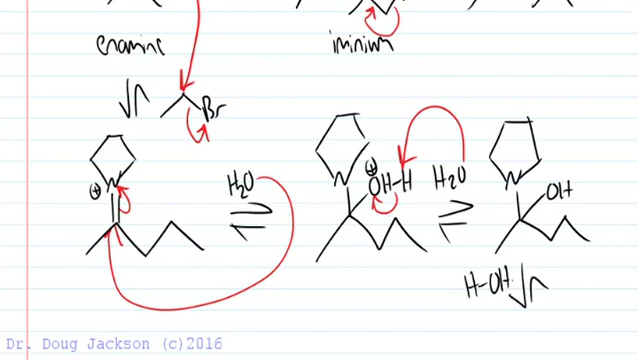 enamine
iminium
Br
N
⊕
H₂O
N
⊕
OH-H
H₂O
N
OH
H-OH
Dr. Doug Jackson (c)2016